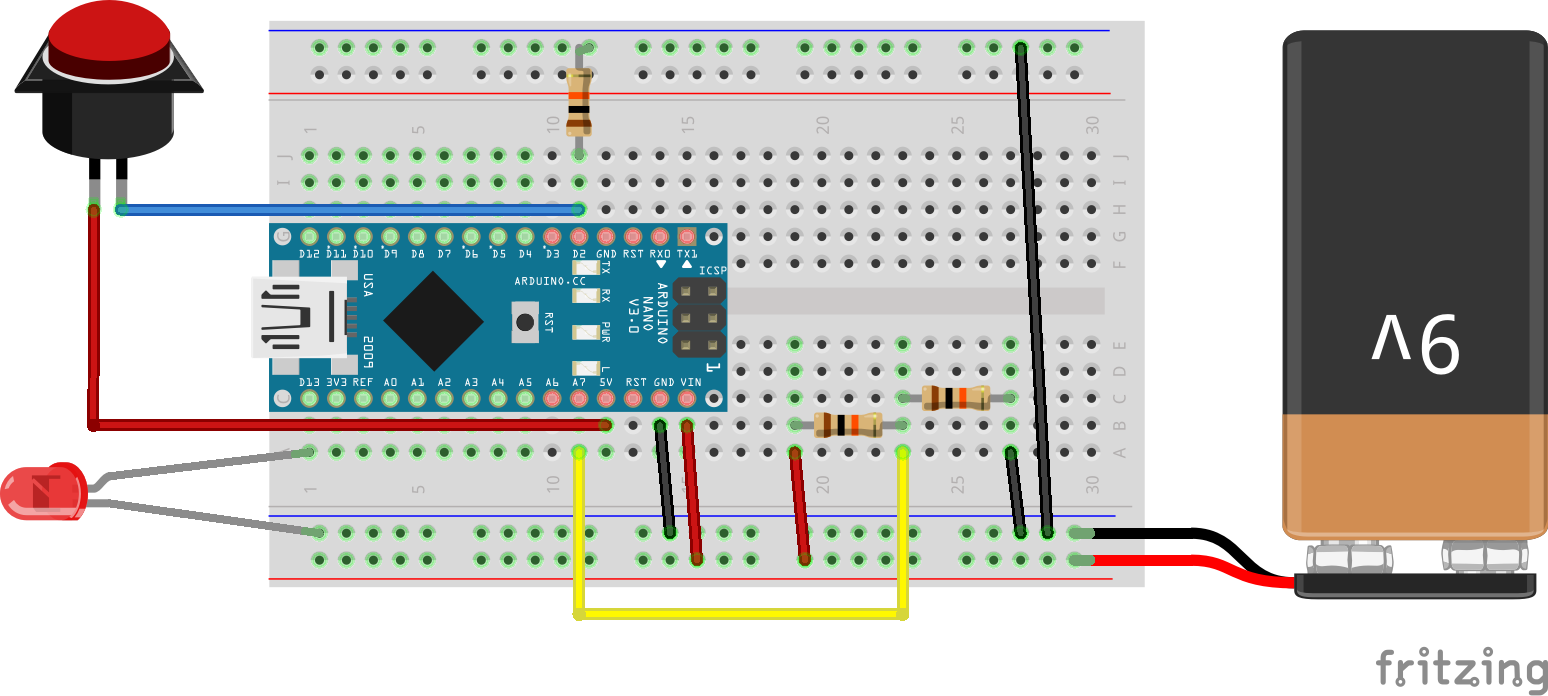 1 5 10 15 20 25 30
J J
I I
H H
G G
D12 D11 D10 D9 D8 D7 D6 D5 D4 D3 D2 GND RST RX0 TX1
F
TX
ICSP
USA
ARDUINO.CC
RX
ARDUINO
NANO
V3.0
RST
PWR
GRAVITECH
L
1
E
D13 3V3 REF A0 A1 A2 A3 A4 A5 A6 A7 5V RST GND VIN
D
C C
B
A
1 5 10 15 20 25 30
9V
fritzing